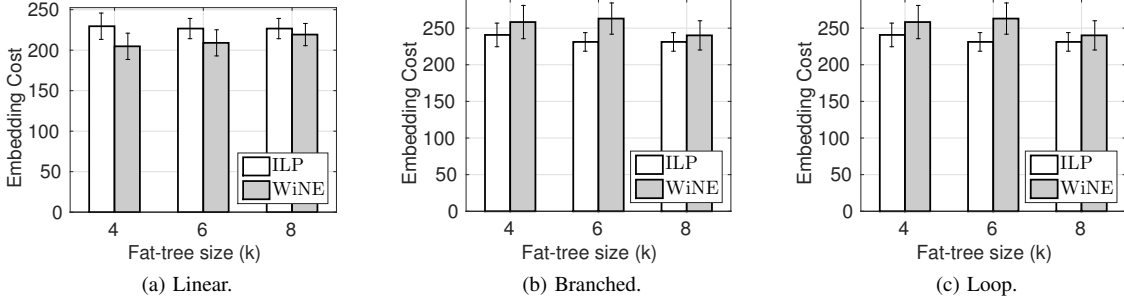 Embedding Cost
250
200
150
100
50
0
4
6
8
ILP
WiNE
Fat-tree size (k)
(a) Linear.
Embedding Cost
250
200
150
100
50
0
4
6
8
ILP
WiNE
Fat-tree size (k)
(b) Branched.
Embedding Cost
250
200
150
100
50
0
4
6
8
ILP
WiNE
Fat-tree size (k)
(c) Loop.